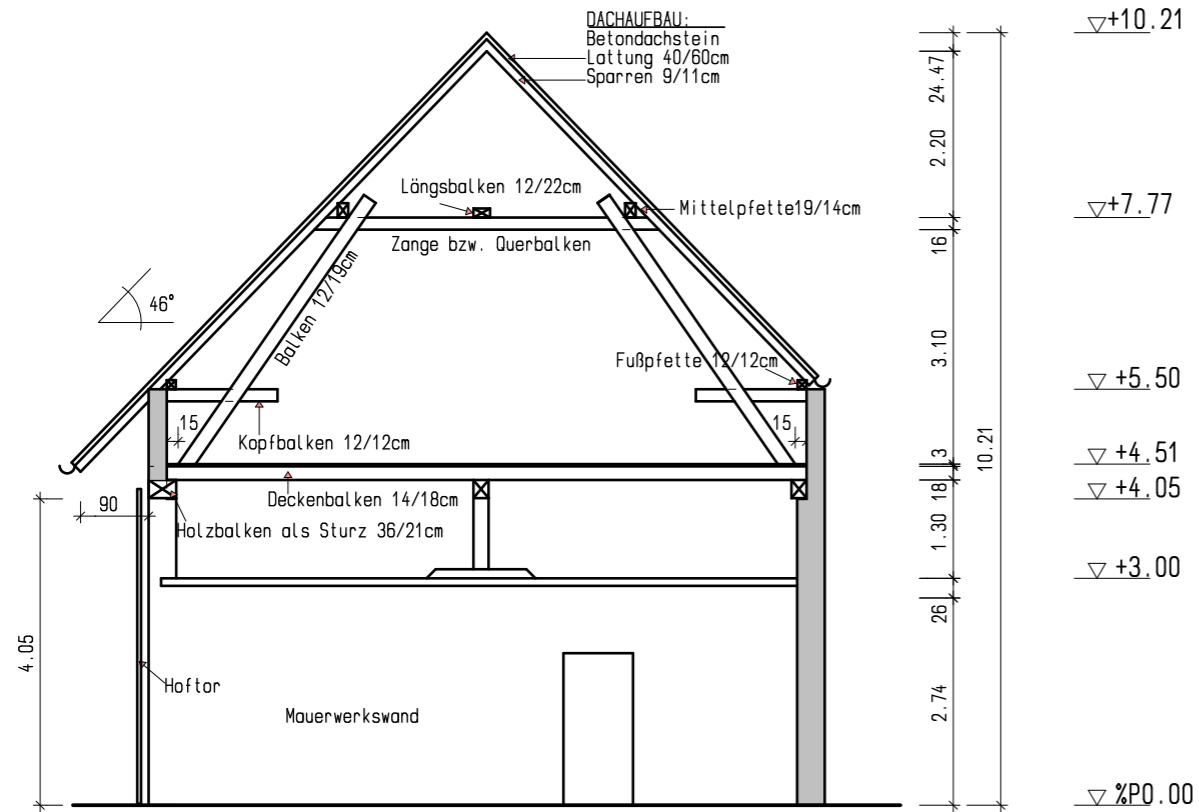 DACHAUFBAU:
Betondachstein
Lattung 40/60cm
Sparren 9/11cm
Längsbalken 12/22cm
Mittelpfette19/14cm
Zange bzw. Querbalken
46°
Balken 12/19cm
Fußpfette 12/12cm
15
15
Kopfbalken 12/12cm
Deckenbalken 14/18cm
90
Holzbalken als Sturz 36/21cm
4.05
Hoftor
Mauerwerkswand
24.47
2.20
16
3.10
3
18
1.30
26
2.74
10.21
+10.21
+7.77
+5.50
+4.51
+4.05
+3.00
%P0.00